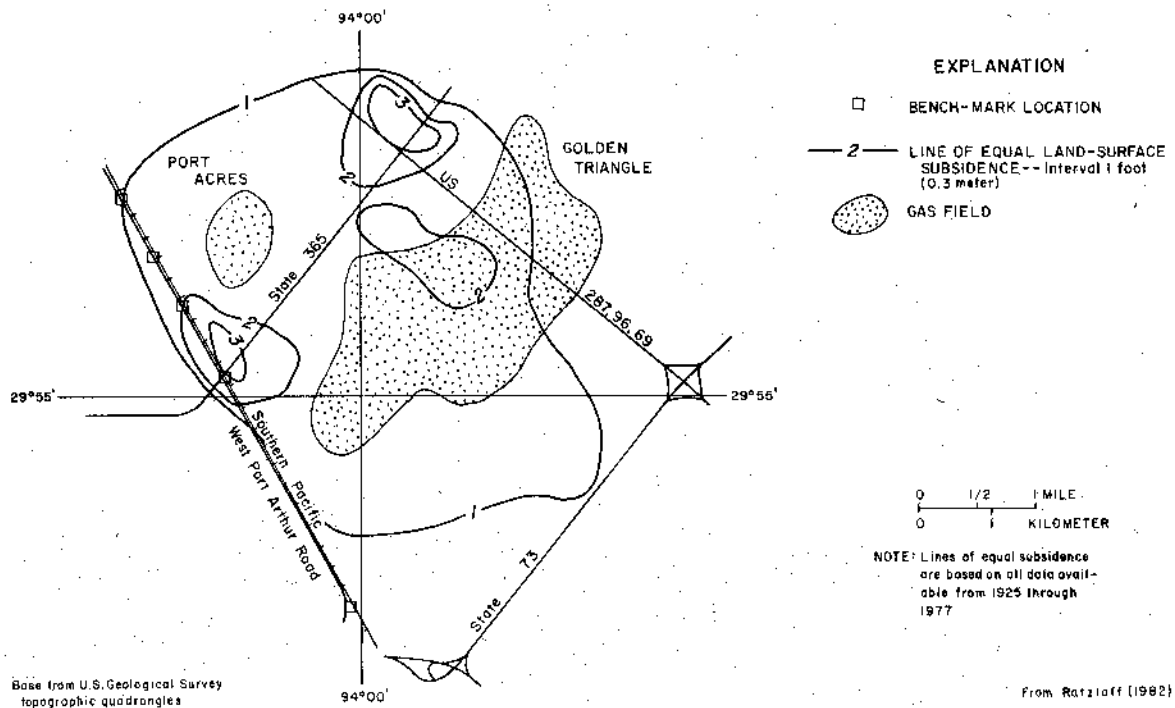 94°00'
EXPLANATION
BENCH-MARK LOCATION
2 LINE OF EQUAL LAND-SURFACE
SUBSIDENCE--Interval 1 foot
(0.3 meter)
GAS FIELD
1
3
PORT
ACRES
GOLDEN
TRIANGLE
2
US
State 365
2
287,96,69
2
3
29°55'
29°55'
Southern Pacific
West Port Arthur Road
1
State 73
0 1/2 1 MILE
0 1 KILOMETER
NOTE: Lines of equal subsidence
are based on all data avail-
able from 1925 through
1977
94°00'
Base from U.S. Geological Survey
topographic quadrangles
From Ratzlaff (1982)